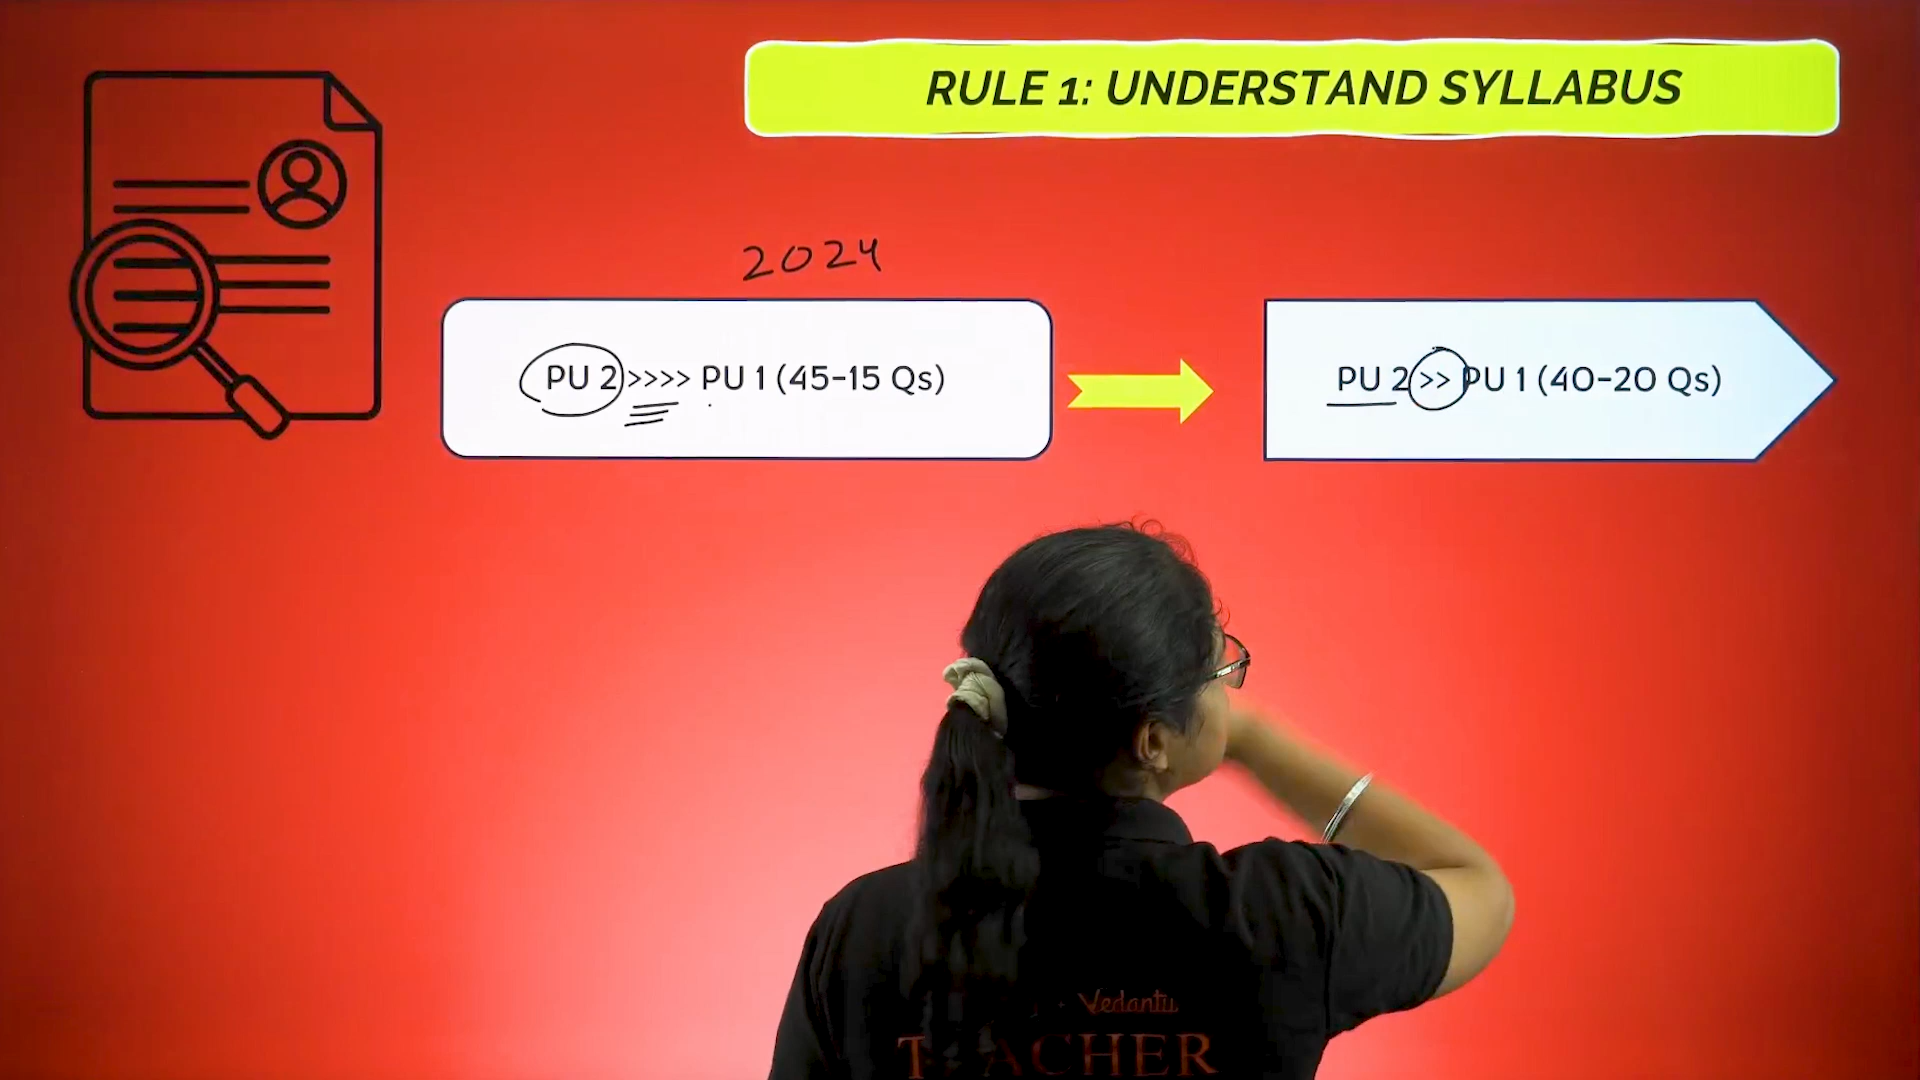 RULE 1: UNDERSTAND SYLLABUS
2024
PU 2 >>>> PU 1 (45-15 Qs)
PU 2 >> PU 1 (40-20 Qs)
Vedantu